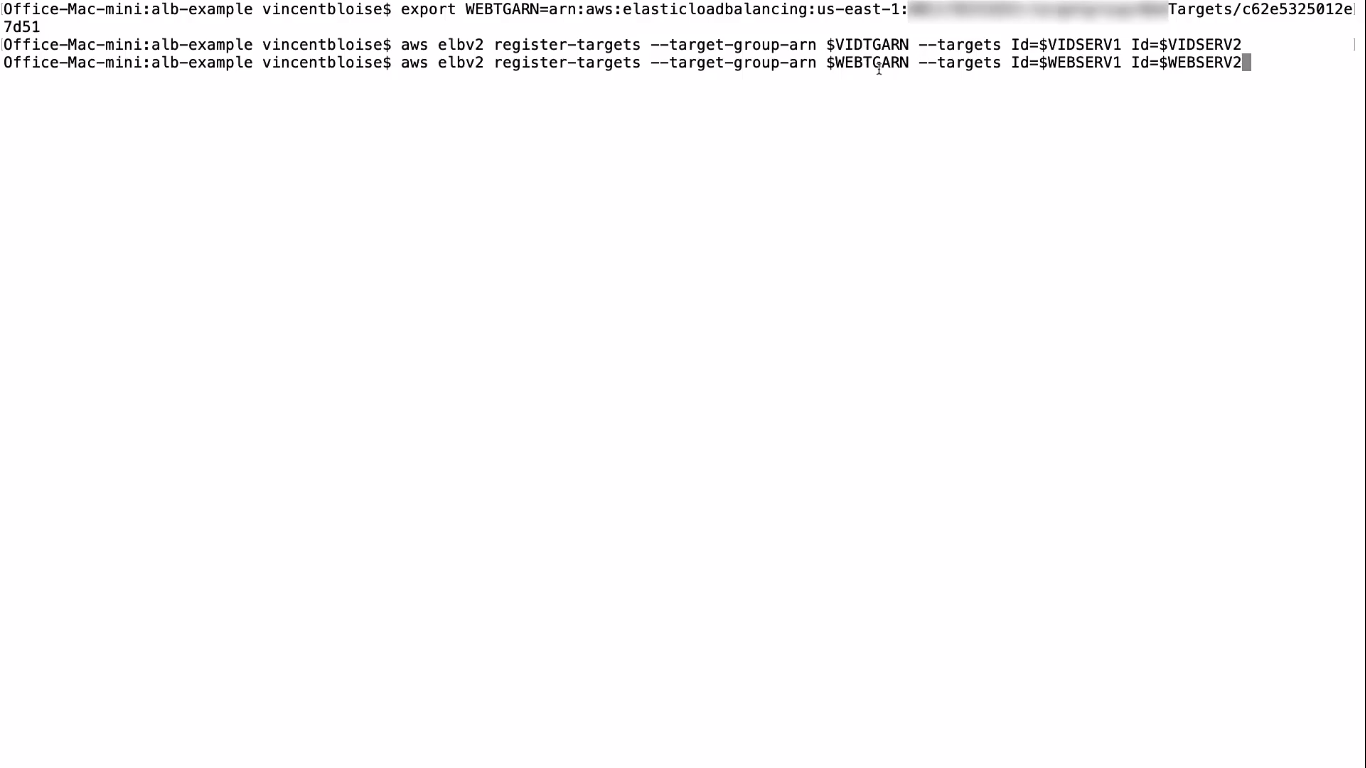 Office-Mac-mini:alb-example vincentbloise$ export WEBTGARN=arn:aws:elasticloadbalancing:us-east-1: Targets/c62e5325012e
7d51
Office-Mac-mini:alb-example vincentbloise$ aws elbv2 register-targets --target-group-arn $VIDTGARN --targets Id=$VIDSERV1 Id=$VIDSERV2
Office-Mac-mini:alb-example vincentbloise$ aws elbv2 register-targets --target-group-arn $WEBTGARN --targets Id=$WEBSERV1 Id=$WEBSERV2